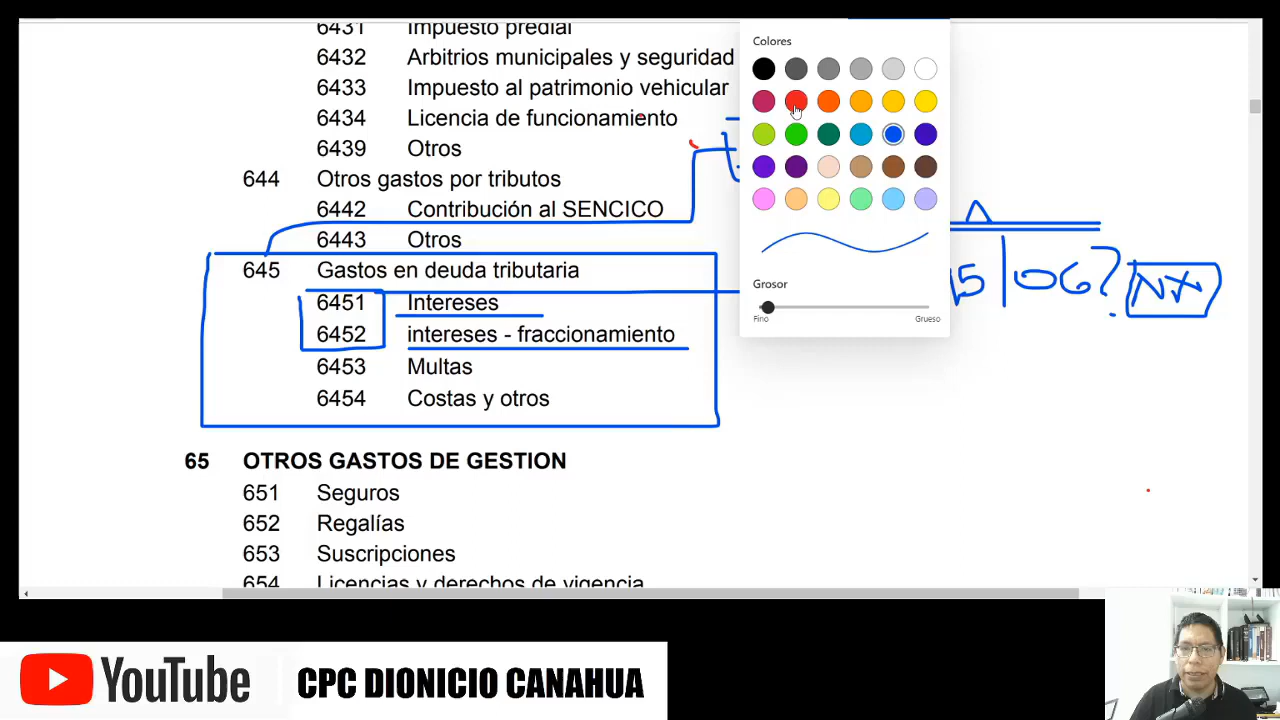 6431 Impuesto predial
6432 Arbitrios municipales y seguridad
6433 Impuesto al patrimonio vehicular
6434 Licencia de funcionamiento
6439 Otros
644 Otros gastos por tributos
6442 Contribución al SENCICO
6443 Otros
645 Gastos en deuda tributaria
6451 Intereses
6452 intereses - fraccionamiento
6453 Multas
6454 Costas y otros
65 OTROS GASTOS DE GESTION
651 Seguros
652 Regalías
653 Suscripciones
654 Licencias y derechos de vigencia
Colores
Grosor
Fino Grueso
06?
YouTube CPC DIONICIO CANAHUA